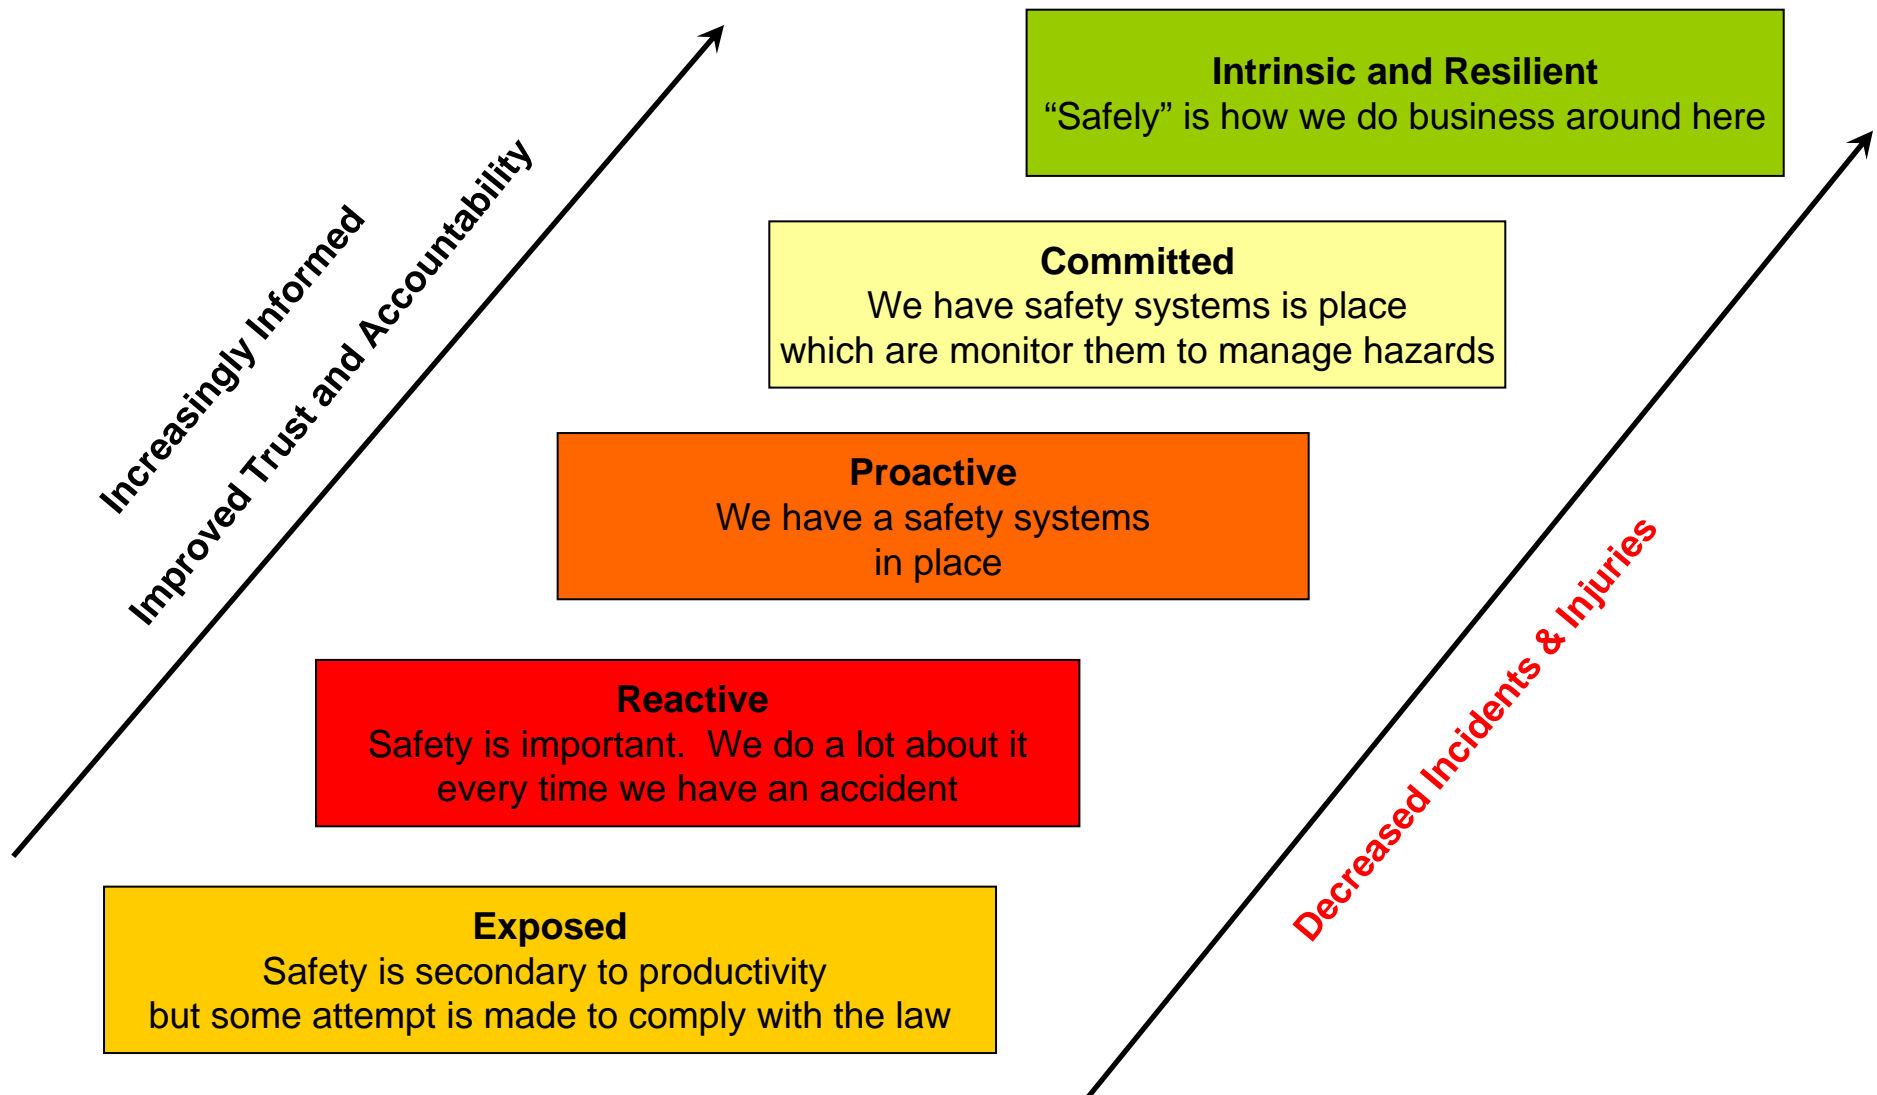 Intrinsic and Resilient
“Safely” is how we do business around here
Increasingly Informed
Improved Trust and Accountability
Committed
We have safety systems is place
which are monitor them to manage hazards
Proactive
We have a safety systems
in place
Reactive
Safety is important.  We do a lot about it
every time we have an accident
Decreased Incidents & Injuries
Exposed
Safety is secondary to productivity
but some attempt is made to comply with the law